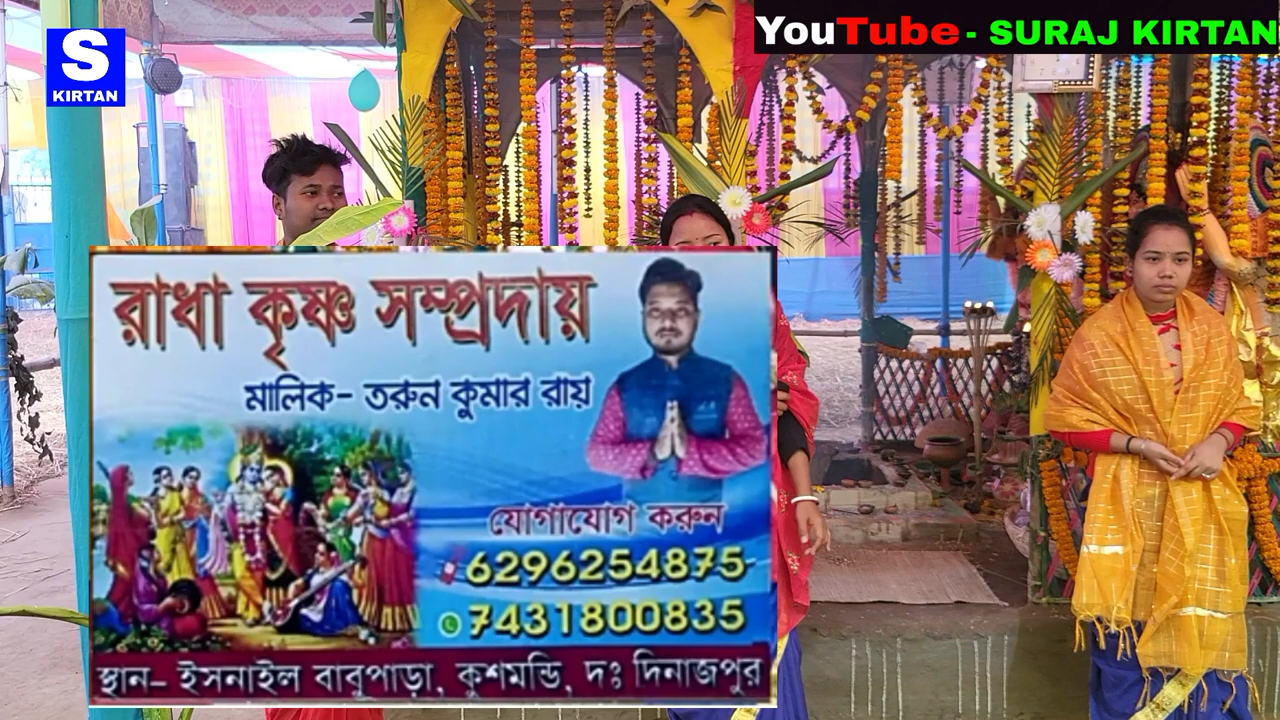 S
KIRTAN
YouTube - SURAJ KIRTAN
রাধা কৃষ্ণ সম্প্রদায়
মালিক- তরুন কুমার রায়
যোগাযোগ করুন
6296254875
7431800835
স্থান- ইসনাইল বাবুপাড়া, কুশমন্ডি, দঃ দিনাজপুর